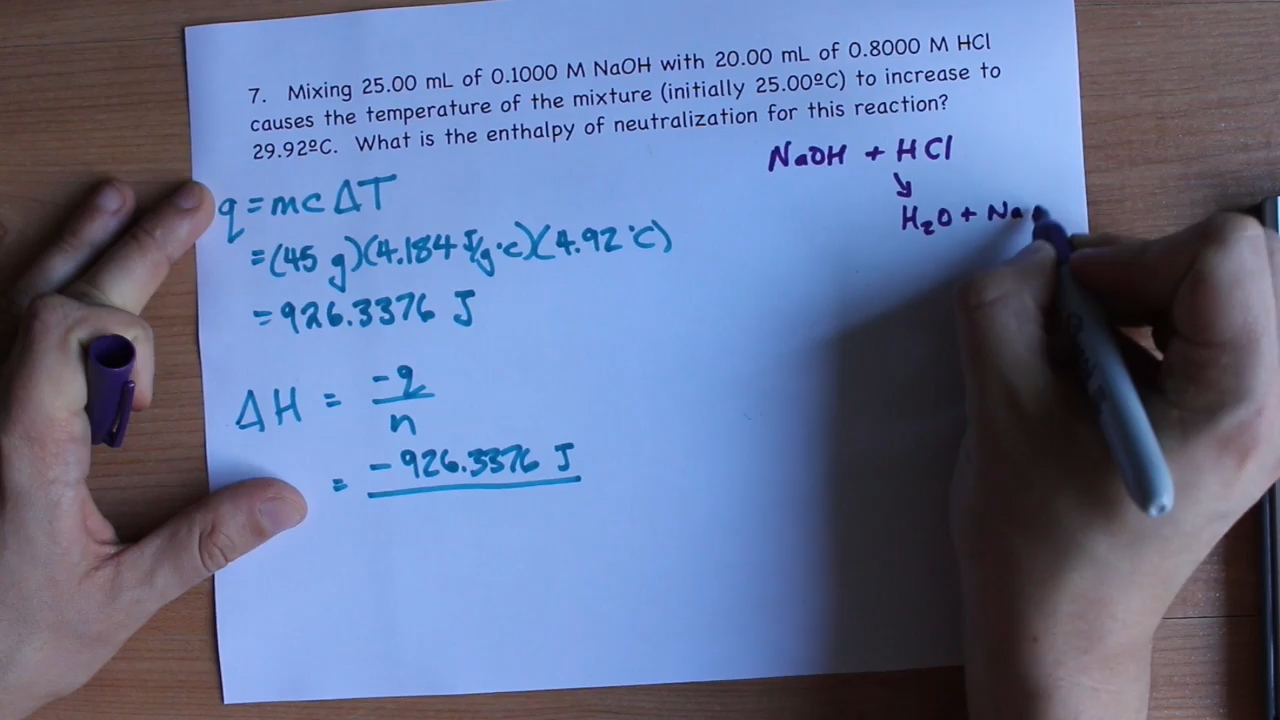 7. Mixing 25.00 mL of 0.1000 M NaOH with 20.00 mL of 0.8000 M HCl
causes the temperature of the mixture (initially 25.00ºC) to increase to
29.92ºC. What is the enthalpy of neutralization for this reaction?
NaOH + HCl
↓
H₂O + Na
q = mcΔT
= (45 g)(4.184 J/g·°C)(4.92 °C)
= 926.3376 J
ΔH = -q/n
= -926.3376 J